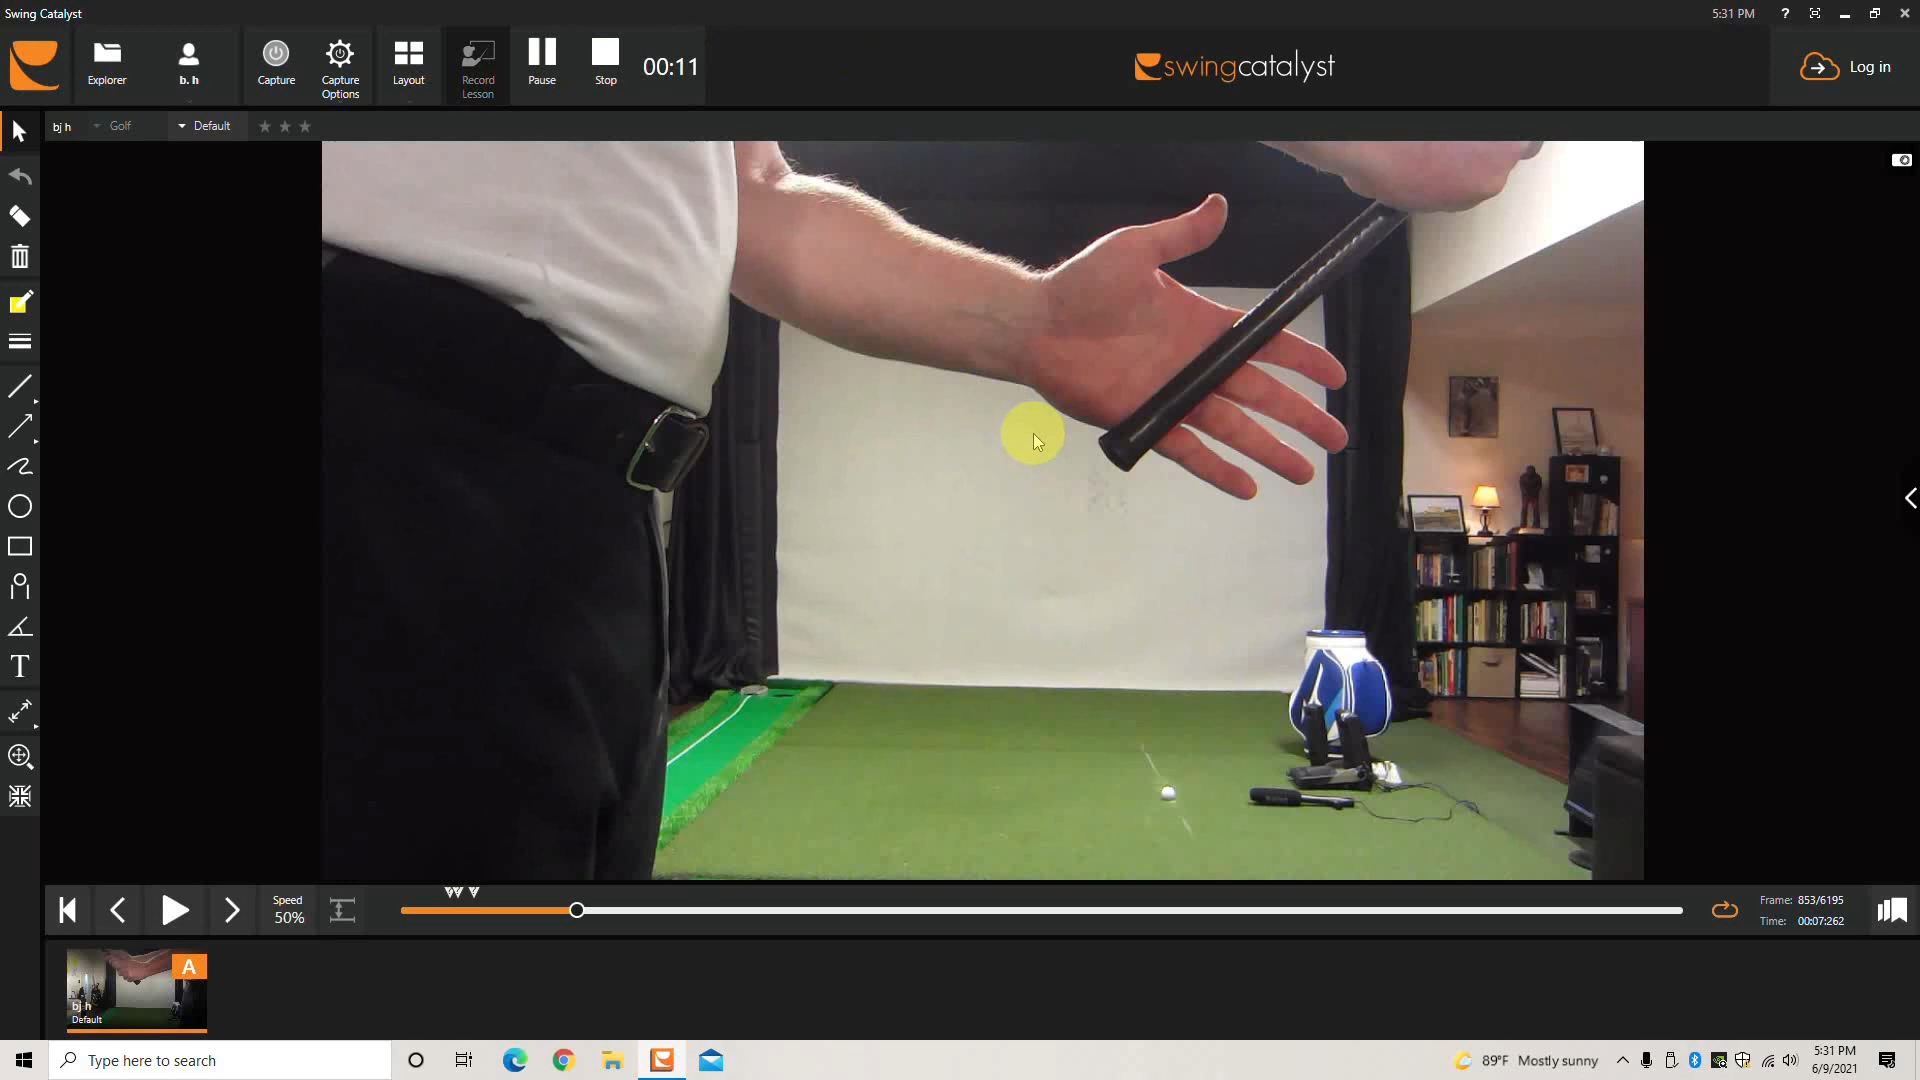 Swing Catalyst
5:31 PM
?
Explorer
b. h
Capture
Capture Options
Layout
Record Lesson
Pause
Stop
00:11
swingcatalyst
Log in
bj h
Golf
Default
T
Speed
50%
Frame: 853/6195
Time: 00:07:262
A
bj h
Default
Type here to search
89°F Mostly sunny
5:31 PM
6/9/2021